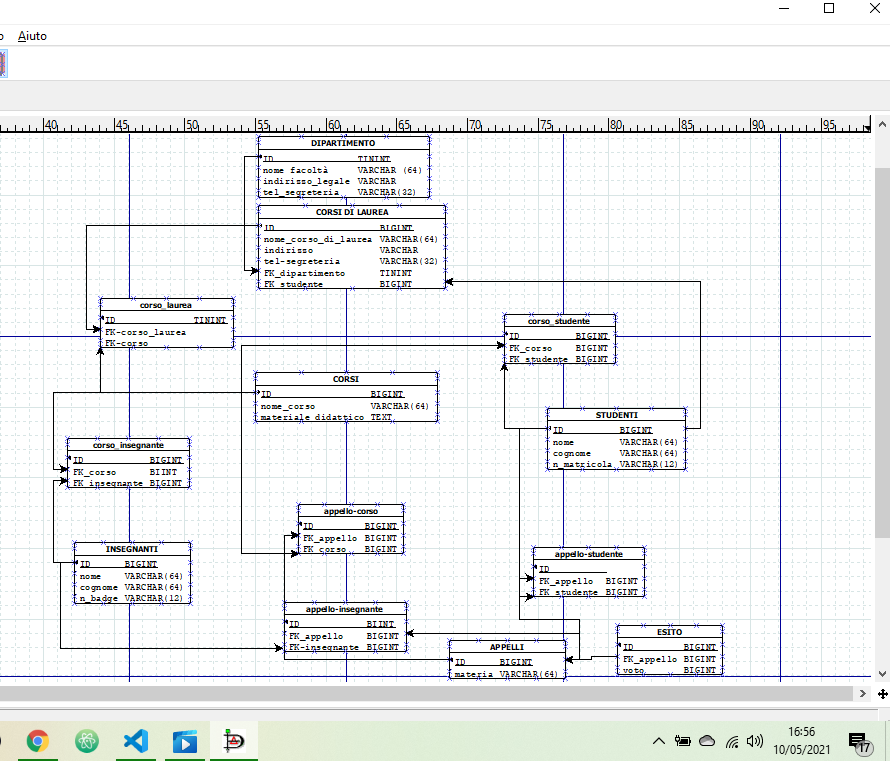 Aiuto
40 45 50 55 60 65 70 75 80 85 90 95
DIPARTIMENTO
ID TININT
nome facoltà VARCHAR (64)
indirisso_legale VARCHAR
tel_segreteria VARCHAR(32)
CORSI DI LAUREA
ID BIGINT
nome_corso_di_laurea VARCHAR(64)
indirisso VARCHAR
tel-segreteria VARCHAR(32)
FK_dipartimento TININT
FK_studente BIGINT
corso_laurea
ID TININT
FK-corso_laurea
FK-corso
corso_studente
ID BIGINT
FK_corso BIGINT
FK_studente BIGINT
CORSI
ID BIGINT
nome_corso VARCHAR(64)
materiale didattico TEXT
STUDENTI
ID BIGINT
nome VARCHAR(64)
cognome VARCHAR(64)
n_matricola VARCHAR(12)
corso_insegnante
ID BIGINT
FK_corso BIINT
FK_insegnante BIGINT
appello-corso
ID BIGINT
FK_appello BIGINT
FK_corso BIGINT
INSEGNANTI
ID BIGINT
nome VARCHAR(64)
cognome VARCHAR(64)
n_badge VARCHAR(12)
appello-studente
ID
FK_appello BIGINT
FK_studente BIGINT
appello-insegnante
ID BIINT
FK_appello BIGINT
FK-insegnante BIGINT
APPELLI
ID BIGINT
materia VARCHAR(64)
ESITO
ID BIGINT
FK_appello BIGINT
voto BIGINT
16:56
10/05/2021
17